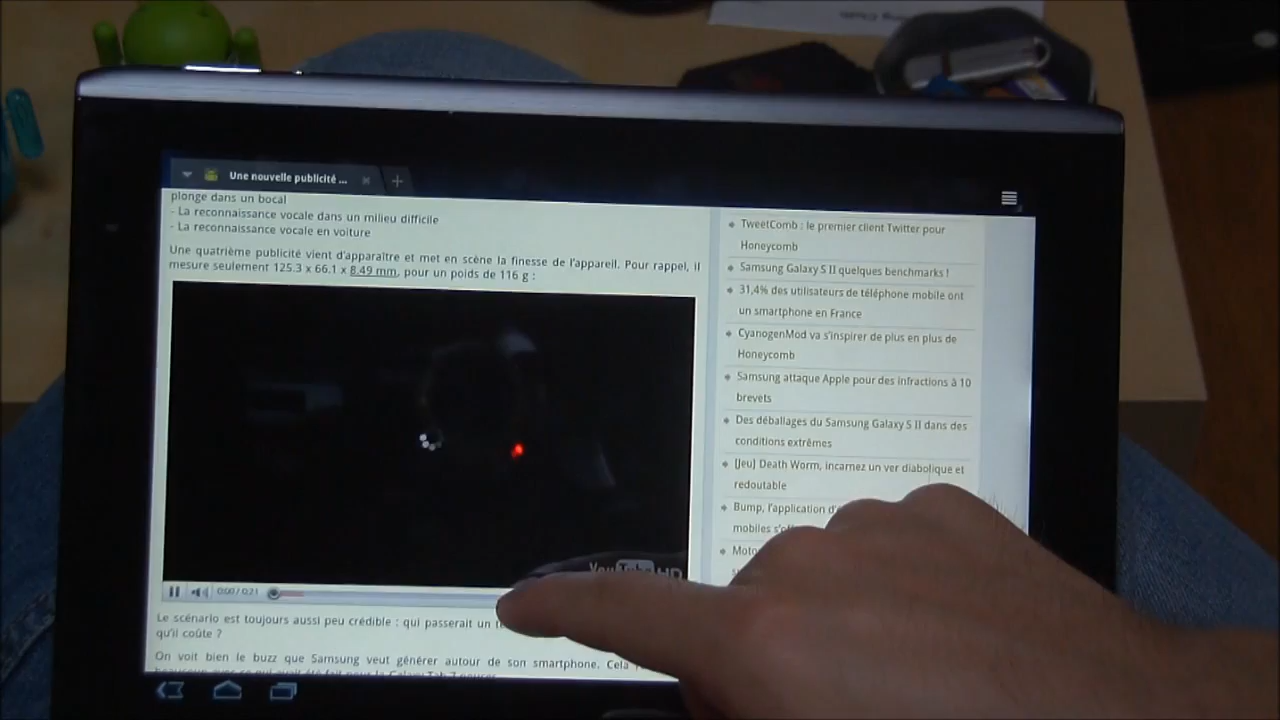 Une nouvelle publicité ...
plonge dans un bocal
- La reconnaissance vocale dans un milieu difficile
- La reconnaissance vocale en voiture
Une quatrième publicité vient d'apparaître et met en scène la finesse de l'appareil. Pour rappel, il
mesure seulement 125.3 x 66.1 x 8.49 mm, pour un poids de 116 g :
YouTube HD
0:00 / 0:21
Le scénario est toujours aussi peu crédible : qui passerait un
qu'il coûte ?
On voit bien le buzz que Samsung veut générer autour de son smartphone. Cela
TweetComb : le premier client Twitter pour
Honeycomb
Samsung Galaxy S II quelques benchmarks !
31,4% des utilisateurs de téléphone mobile ont
un smartphone en France
CyanogenMod va s'inspirer de plus en plus de
Honeycomb
Samsung attaque Apple pour des infractions à 10
brevets
Des déballages du Samsung Galaxy S II dans des
conditions extrêmes
[Jeu] Death Worm, incarnez un ver diabolique et
redoutable
Bump, l'application
mobiles